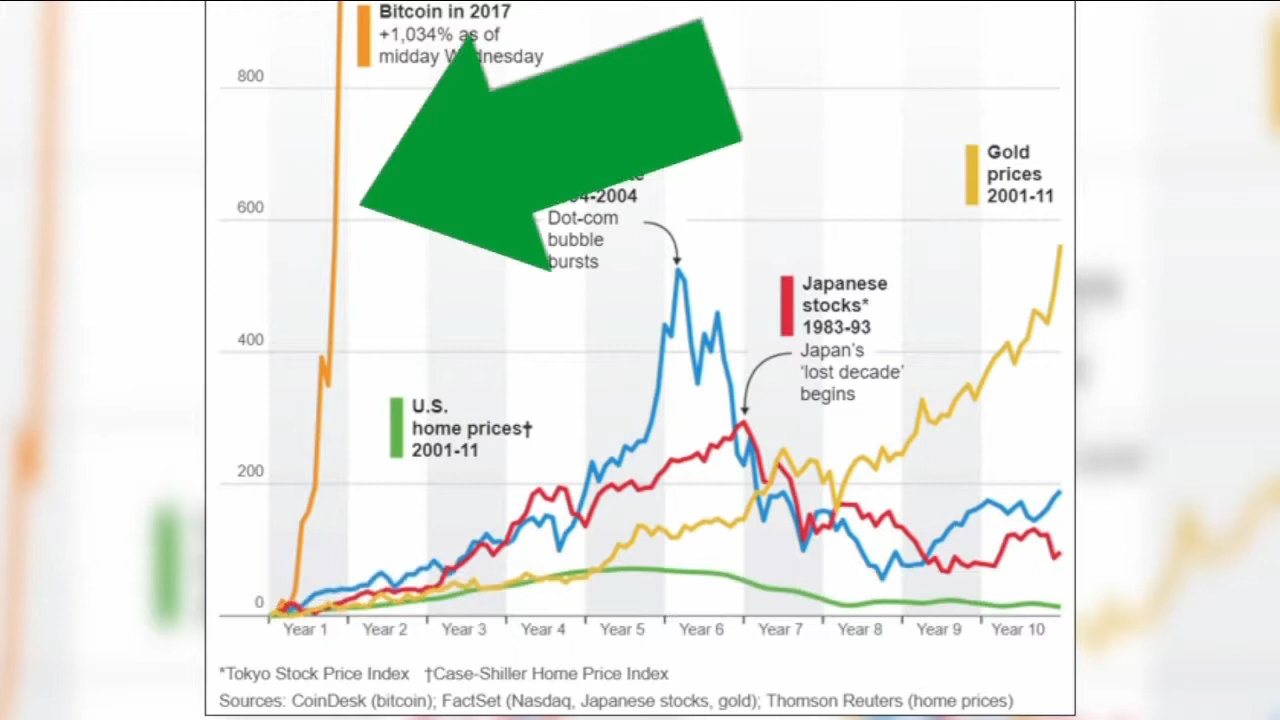 Bitcoin in 2017
+1,034% as of
midday Wednesday
800
Gold
prices
2001-11
-2004
600
Dot-com
bubble
bursts
Japanese
stocks*
1983-93
Japan's
'lost decade'
begins
400
U.S.
home prices†
2001-11
200
0
Year 1 Year 2 Year 3 Year 4 Year 5 Year 6 Year 7 Year 8 Year 9 Year 10
*Tokyo Stock Price Index †Case-Shiller Home Price Index
Sources: CoinDesk (bitcoin); FactSet (Nasdaq, Japanese stocks, gold); Thomson Reuters (home prices)